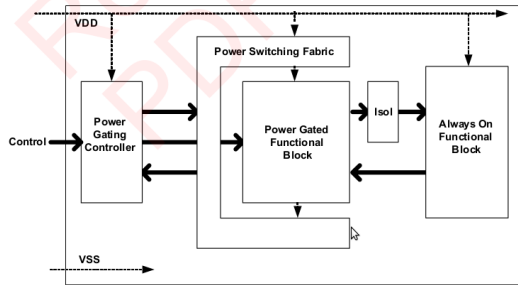 VDD
Power Switching Fabric
Power
Gating
Controller
Control
Power Gated
Functional
Block
Isol
Always On
Functional
Block
VSS